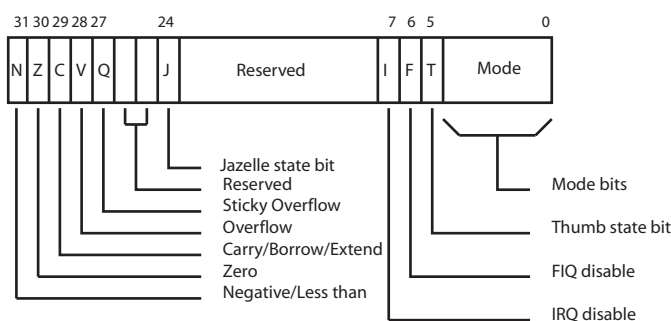 31 30 29 28 27 24 7 6 5 0
N Z C V Q J Reserved I F T Mode
Jazelle state bit
Reserved Mode bits
Sticky Overflow
Overflow Thumb state bit
Carry/Borrow/Extend
Zero FIQ disable
Negative/Less than
IRQ disable